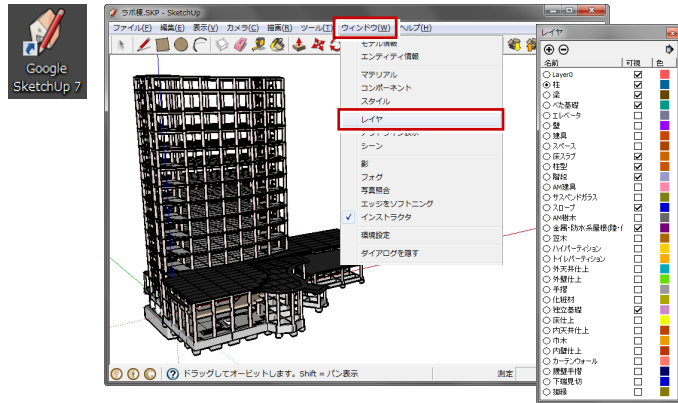 Google
SketchUp 7
ラボ棟.SKP - SketchUp
ファイル(F) 編集(E) 表示(V) カメラ(C) 描画(R) ツール(T) ウィンドウ(W) ヘルプ(H)
モデル情報
エンティティ情報
マテリアル
コンポーネント
スタイル
レイヤ
シーン
影
フォグ
写真照合
エッジをソフトニング
✓ インストラクタ
環境設定
ダイアログを隠す
ドラッグしてオービットします。Shift = パン表示
測定
レイヤ
名前 可視 色
Layer0
柱
梁
べた基礎
エレベータ
壁
建具
スペース
床スラブ
柱型
階段
AM建具
サスペンドガラス
スロープ
AM樹木
金属・防水系屋根(陸・(
笠木
ハイパーティション
トイレパーティション
外天井仕上
外壁仕上
手摺
化粧材
独立基礎
床仕上
内天井仕上
巾木
内壁仕上
カーテンウォール
腰壁手摺
下端見切